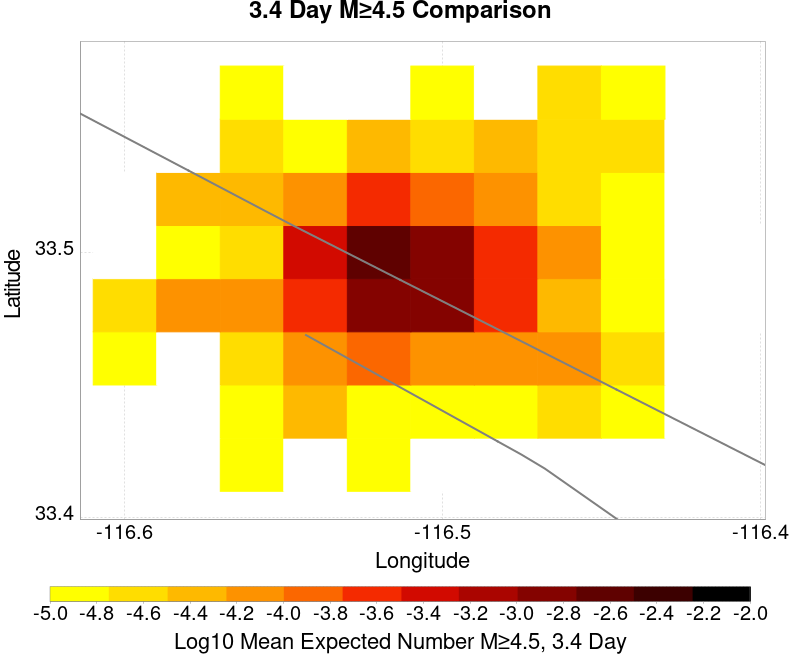 3.4 Day M≥4.5 Comparison
Latitude
33.5
33.4
-116.6 -116.5 -116.4
Longitude
-5.0 -4.8 -4.6 -4.4 -4.2 -4.0 -3.8 -3.6 -3.4 -3.2 -3.0 -2.8 -2.6 -2.4 -2.2 -2.0
Log10 Mean Expected Number M≥4.5, 3.4 Day